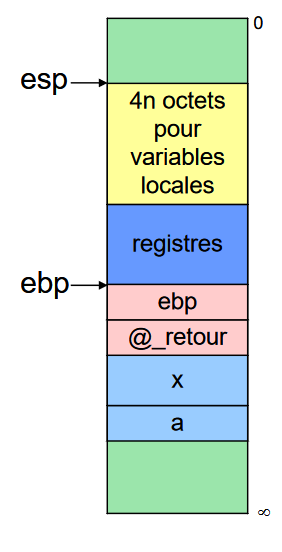 0
esp
4n octets
pour
variables
locales
registres
ebp
ebp
@_retour
x
a
∞